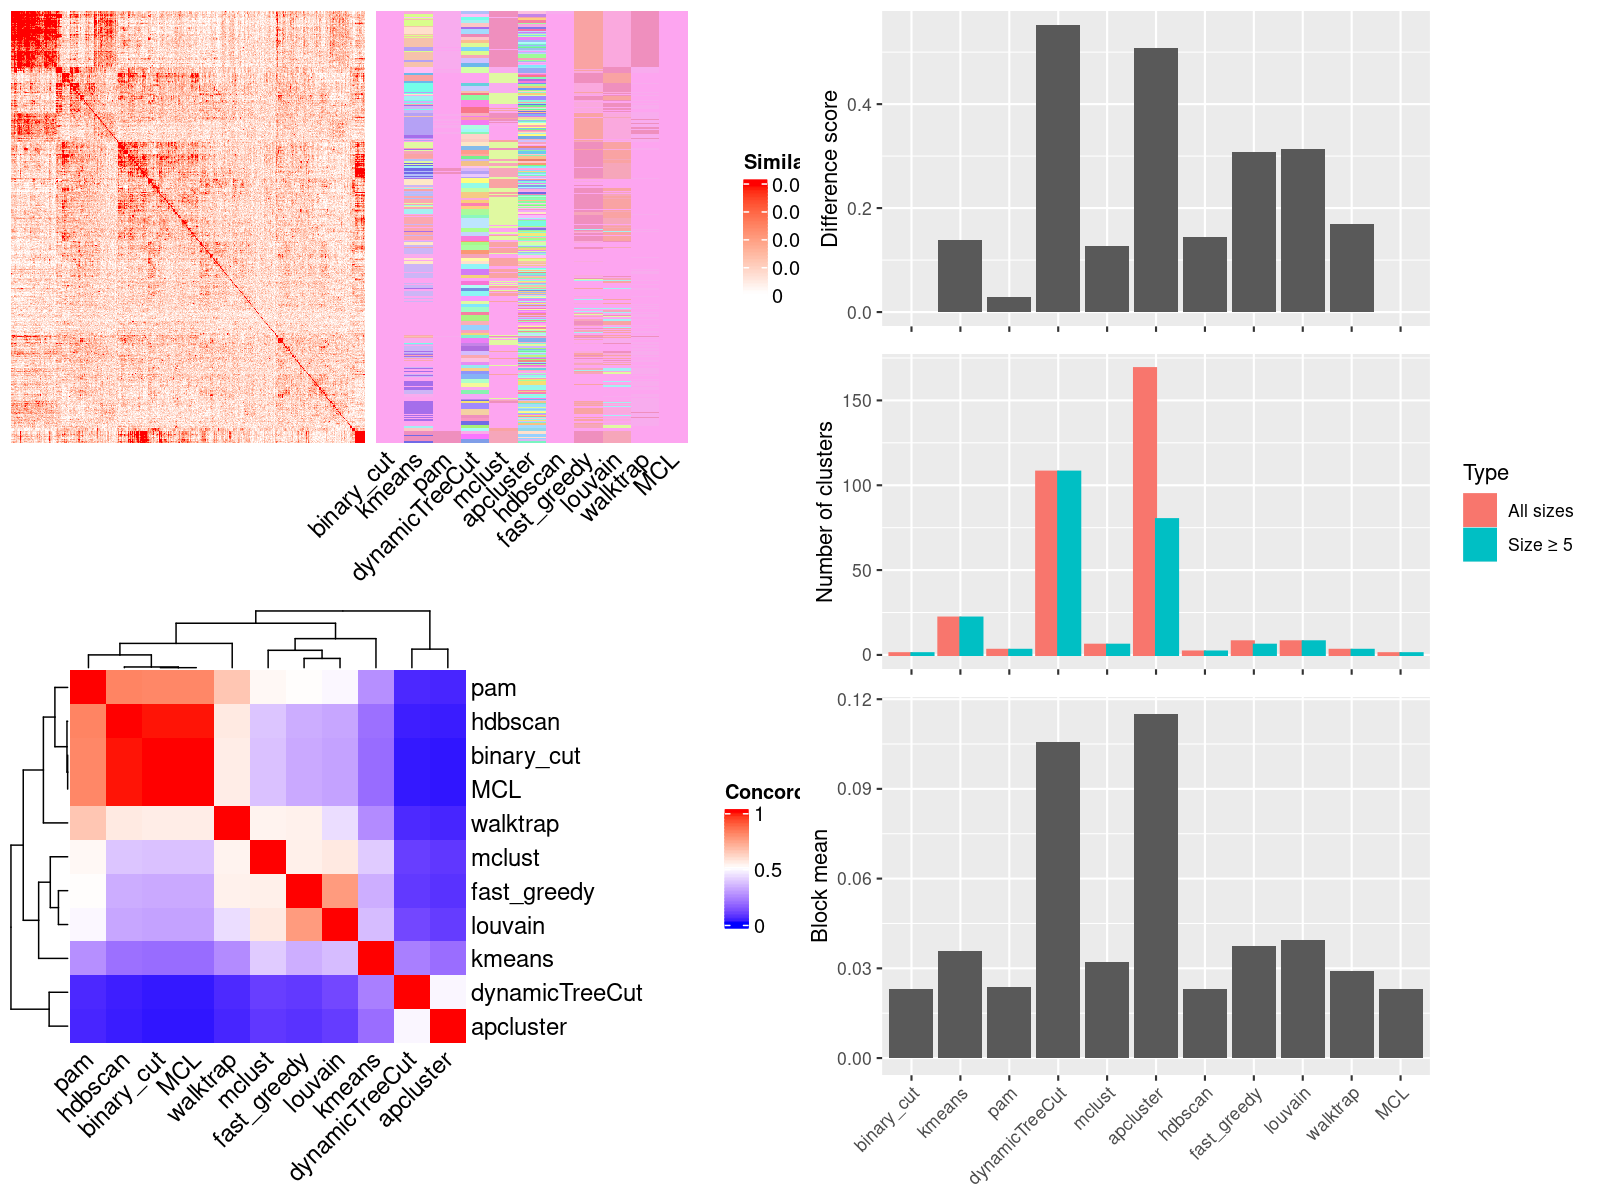 Simila
0.0
0.0
0.0
0.0
0
binary_cut
kmeans
pam
dynamicTreeCut
mclust
apcluster
hdbscan
fast_greedy
louvain
walktrap
MCL
Difference score
0.4
0.2
0.0
Number of clusters
150
100
50
0
Type
All sizes
Size ≥ 5
Block mean
0.12
0.09
0.06
0.03
0.00
binary_cut
kmeans
pam
dynamicTreeCut
mclust
apcluster
hdbscan
fast_greedy
louvain
walktrap
MCL
pam
hdbscan
binary_cut
MCL
walktrap
mclust
fast_greedy
louvain
kmeans
dynamicTreeCut
apcluster
pam
hdbscan
binary_cut
MCL
walktrap
mclust
fast_greedy
louvain
kmeans
dynamicTreeCut
apcluster
Concord
1
0.5
0